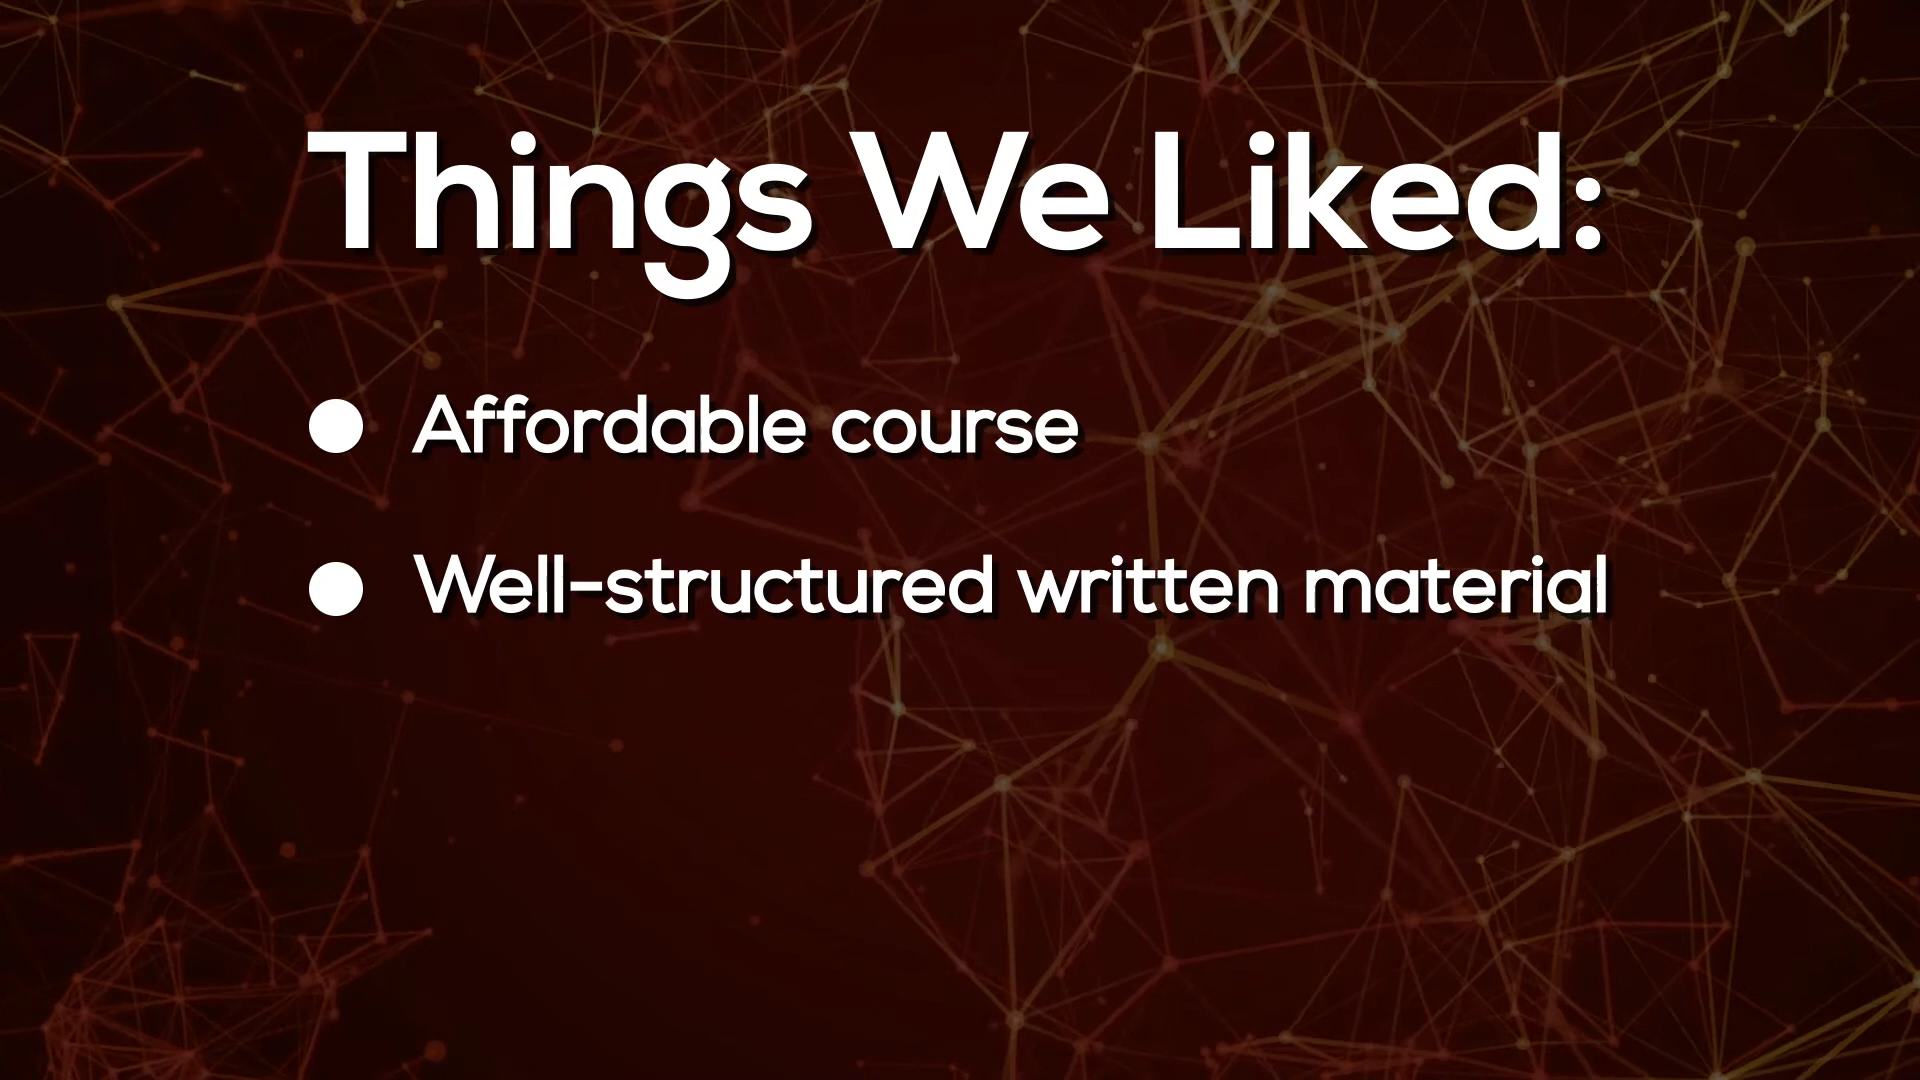 Things We Liked:
● Affordable course
● Well-structured written material